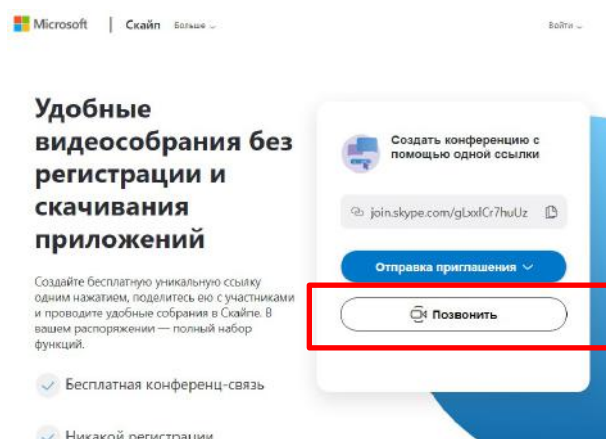 Microsoft | Скайп Больше
Войти
Удобные
видеособрания без
регистрации и
скачивания
приложений
Создайте бесплатную уникальную ссылку
одним нажатием, поделитесь ею с участниками
и проводите удобные собрания в Скайпе. В
вашем распоряжении — полный набор
функций.
Бесплатная конференц-связь
Никакой регистрации
Создать конференцию с
помощью одной ссылки
join.skype.com/gLxxlCr7huUz
Отправка приглашения
Позвонить